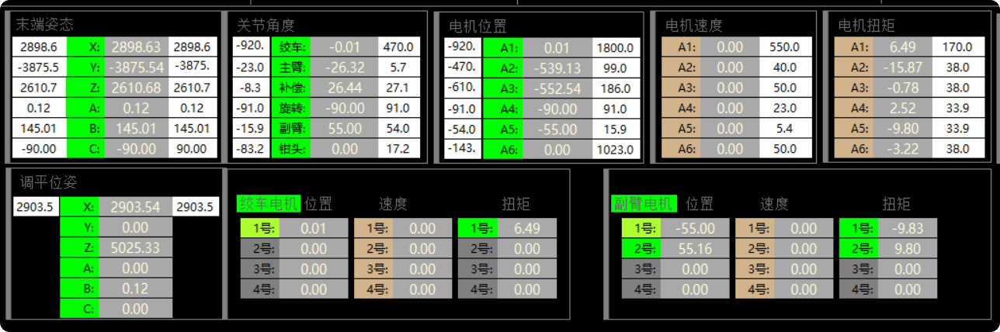 末端姿态
2898.6 X: 2898.63 2898.6
-3875.5 Y: -3875.54 -3875.
2610.7 Z: 2610.68 2610.7
0.12 A: 0.12 0.12
145.01 B: 145.01 145.01
-90.00 C: -90.00 90.00
关节角度
-920. 绞车: -0.01 470.0
-23.0 主臂: -26.32 5.7
-8.3 补偿: 26.44 27.1
-91.0 旋转: -90.00 91.0
-15.9 副臂: 55.00 54.0
-83.2 钳头: 0.00 17.2
电机位置
-920. A1: 0.01 1800.0
-470. A2: -539.13 99.0
-610. A3: -552.54 186.0
-91.0 A4: -90.00 91.0
-54.0 A5: -55.00 15.9
-143. A6: 0.00 1023.0
电机速度
A1: 0.00 550.0
A2: 0.00 40.0
A3: 0.00 50.0
A4: 0.00 23.0
A5: 0.00 5.4
A6: 0.00 50.0
电机扭矩
A1: 6.49 170.0
A2: -15.87 38.0
A3: -0.78 38.0
A4: 2.52 33.9
A5: -9.80 33.9
A6: -3.22 38.0
调平位姿
2903.5 X: 2903.54 2903.5
Y: 0.00
Z: 5025.33
A: 0.00
B: 0.12
C: 0.00
绞车电机 位置 速度 扭矩
1号: 0.01 1号: 0.00 1号: 6.49
2号: 0.00 2号: 0.00 2号: 0.00
3号: 0.00 3号: 0.00 3号: 0.00
4号: 0.00 4号: 0.00 4号: 0.00
副臂电机 位置 速度 扭矩
1号: -55.00 1号: 0.00 1号: -9.83
2号: 55.16 2号: 0.00 2号: 9.80
3号: 0.00 3号: 0.00 3号: 0.00
4号: 0.00 4号: 0.00 4号: 0.00